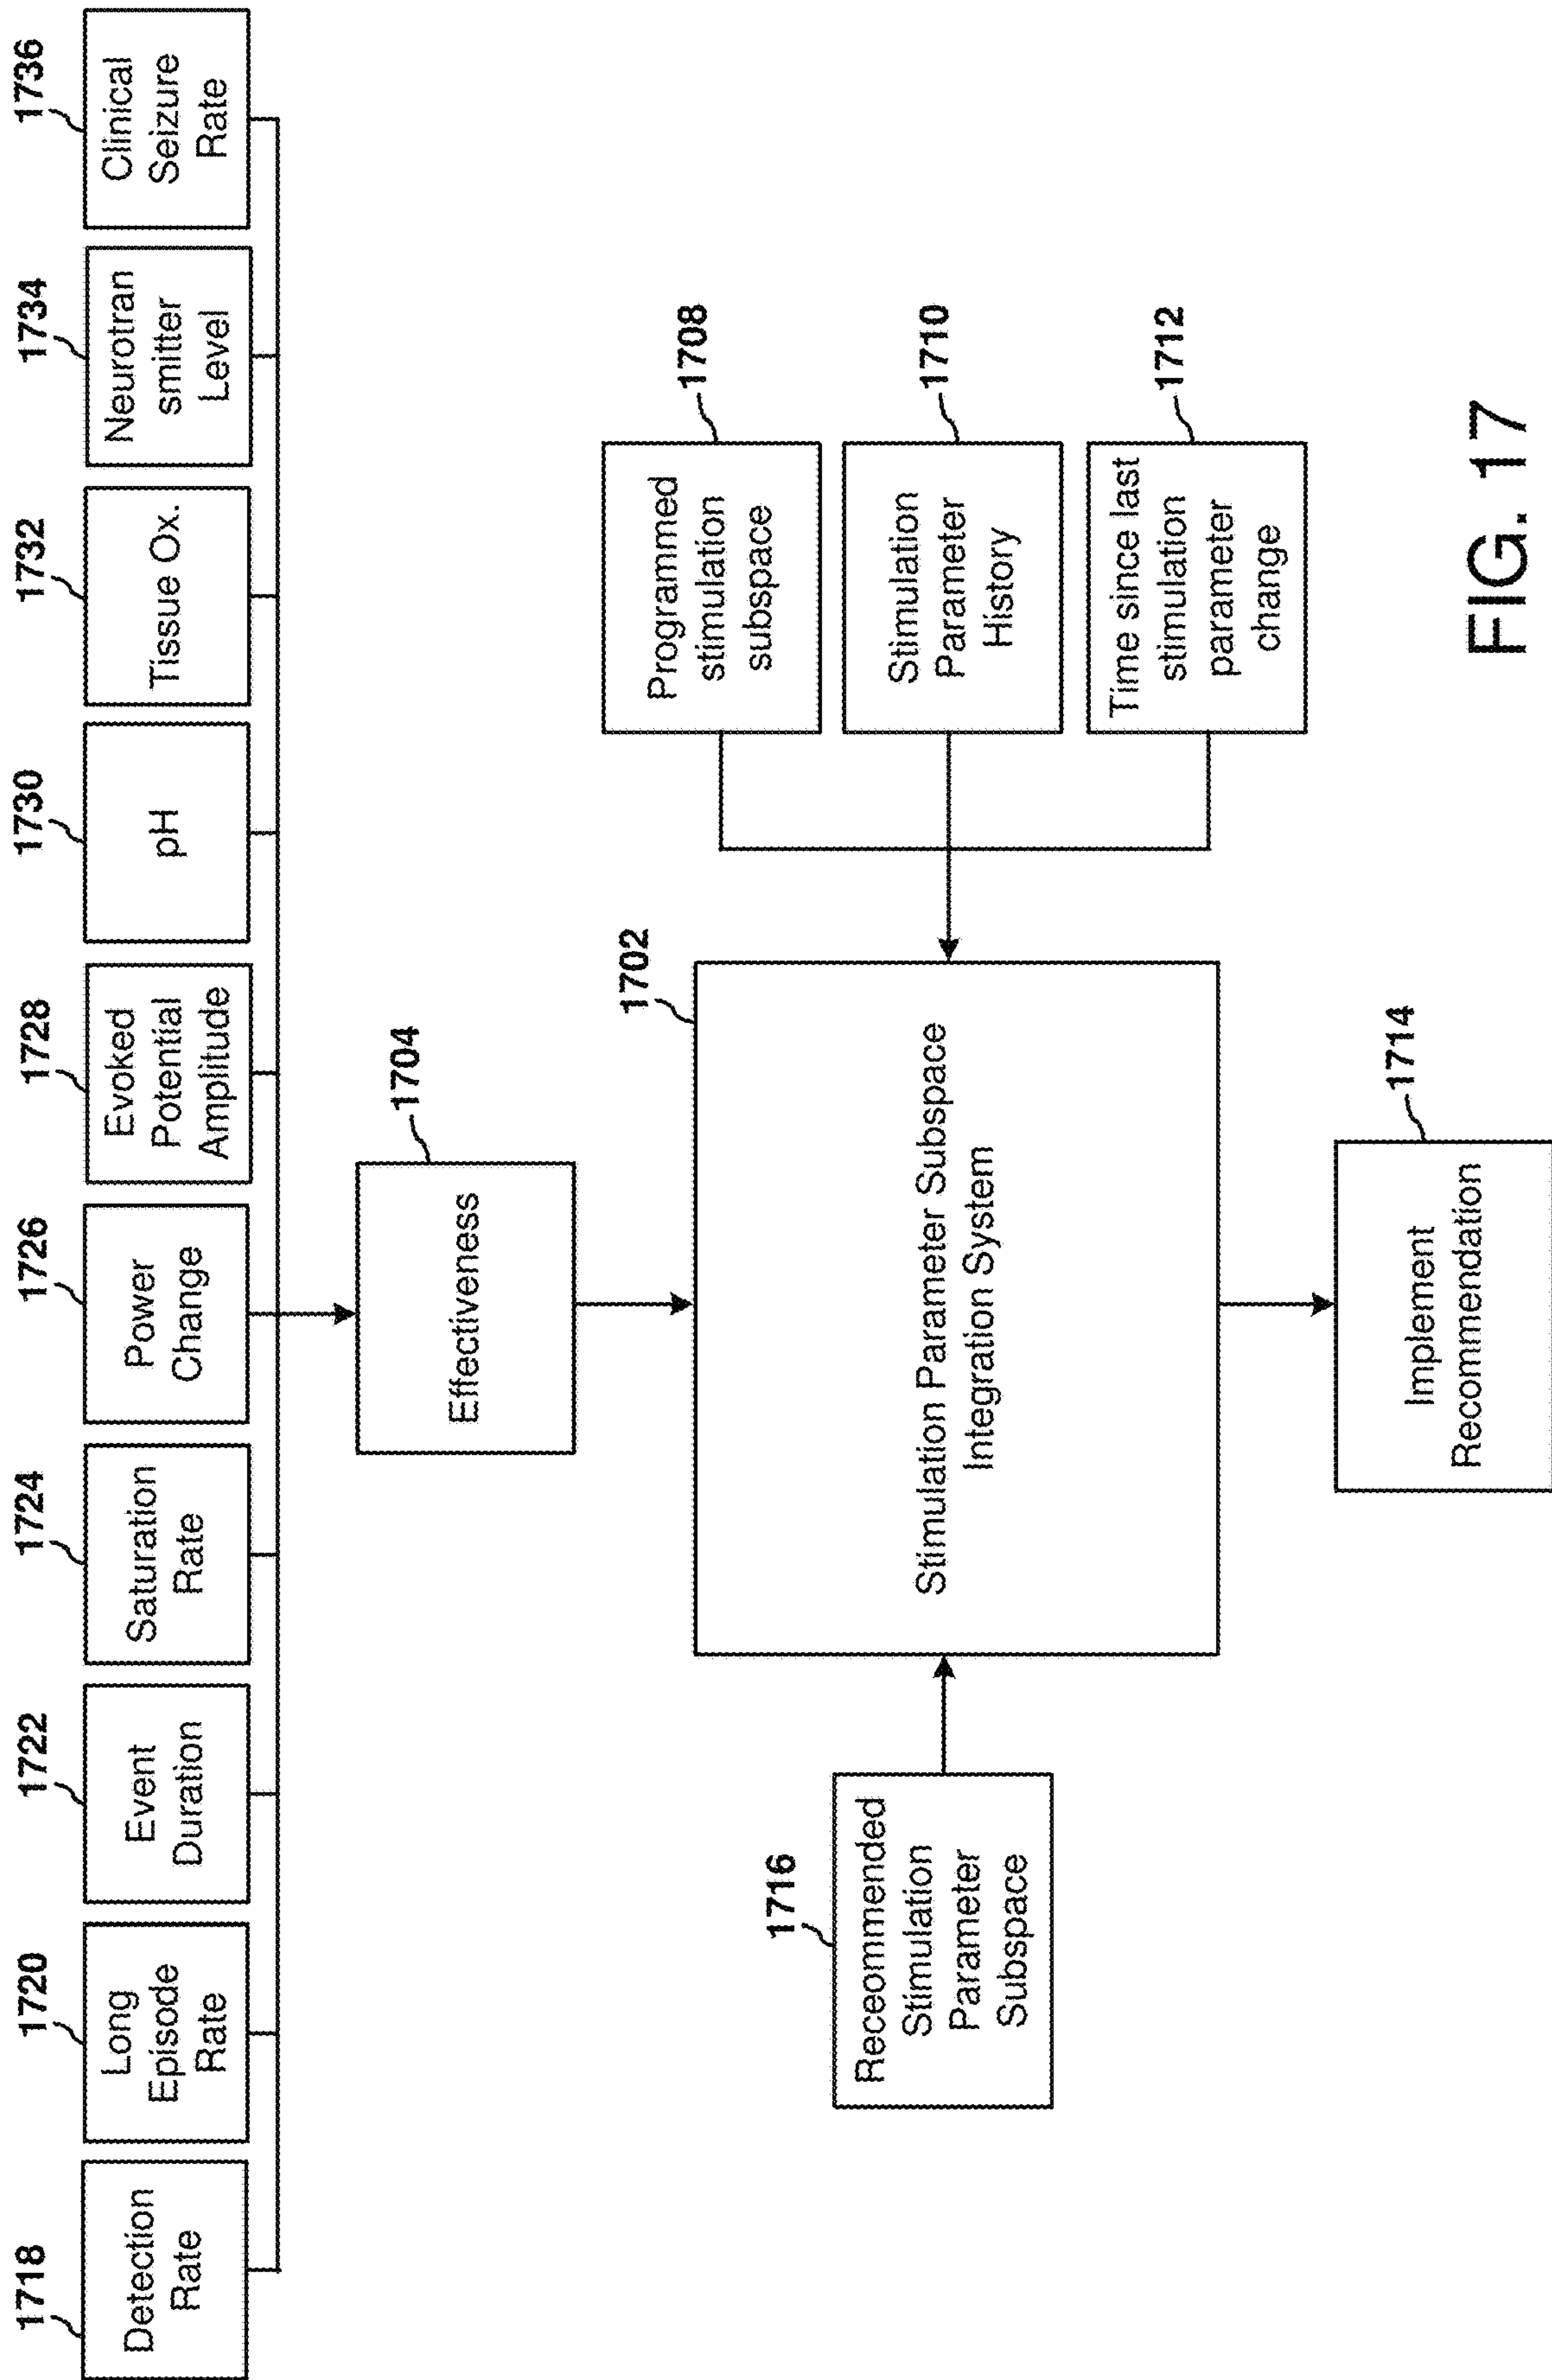 1718
Detection
Rate
1720
Long
Episode
Rate
1722
Event
Duration
1724
Saturation
Rate
1726
Power
Change
1728
Evoked
Potential
Amplitude
1730
pH
1732
Tissue Ox.
1734
Neurotran
smitter
Level
1736
Clinical
Seizure
Rate
1704
Effectiveness
1716
Receommended
Stimulation
Parameter
Subspace
1702
Stimulation Parameter Subspace
Integration System
1708
Programmed
stimulation
subspace
1710
Stimulation
Parameter
History
1712
Time since last
stimulation
parameter
change
1714
Implement
Recommendation
FIG. 17